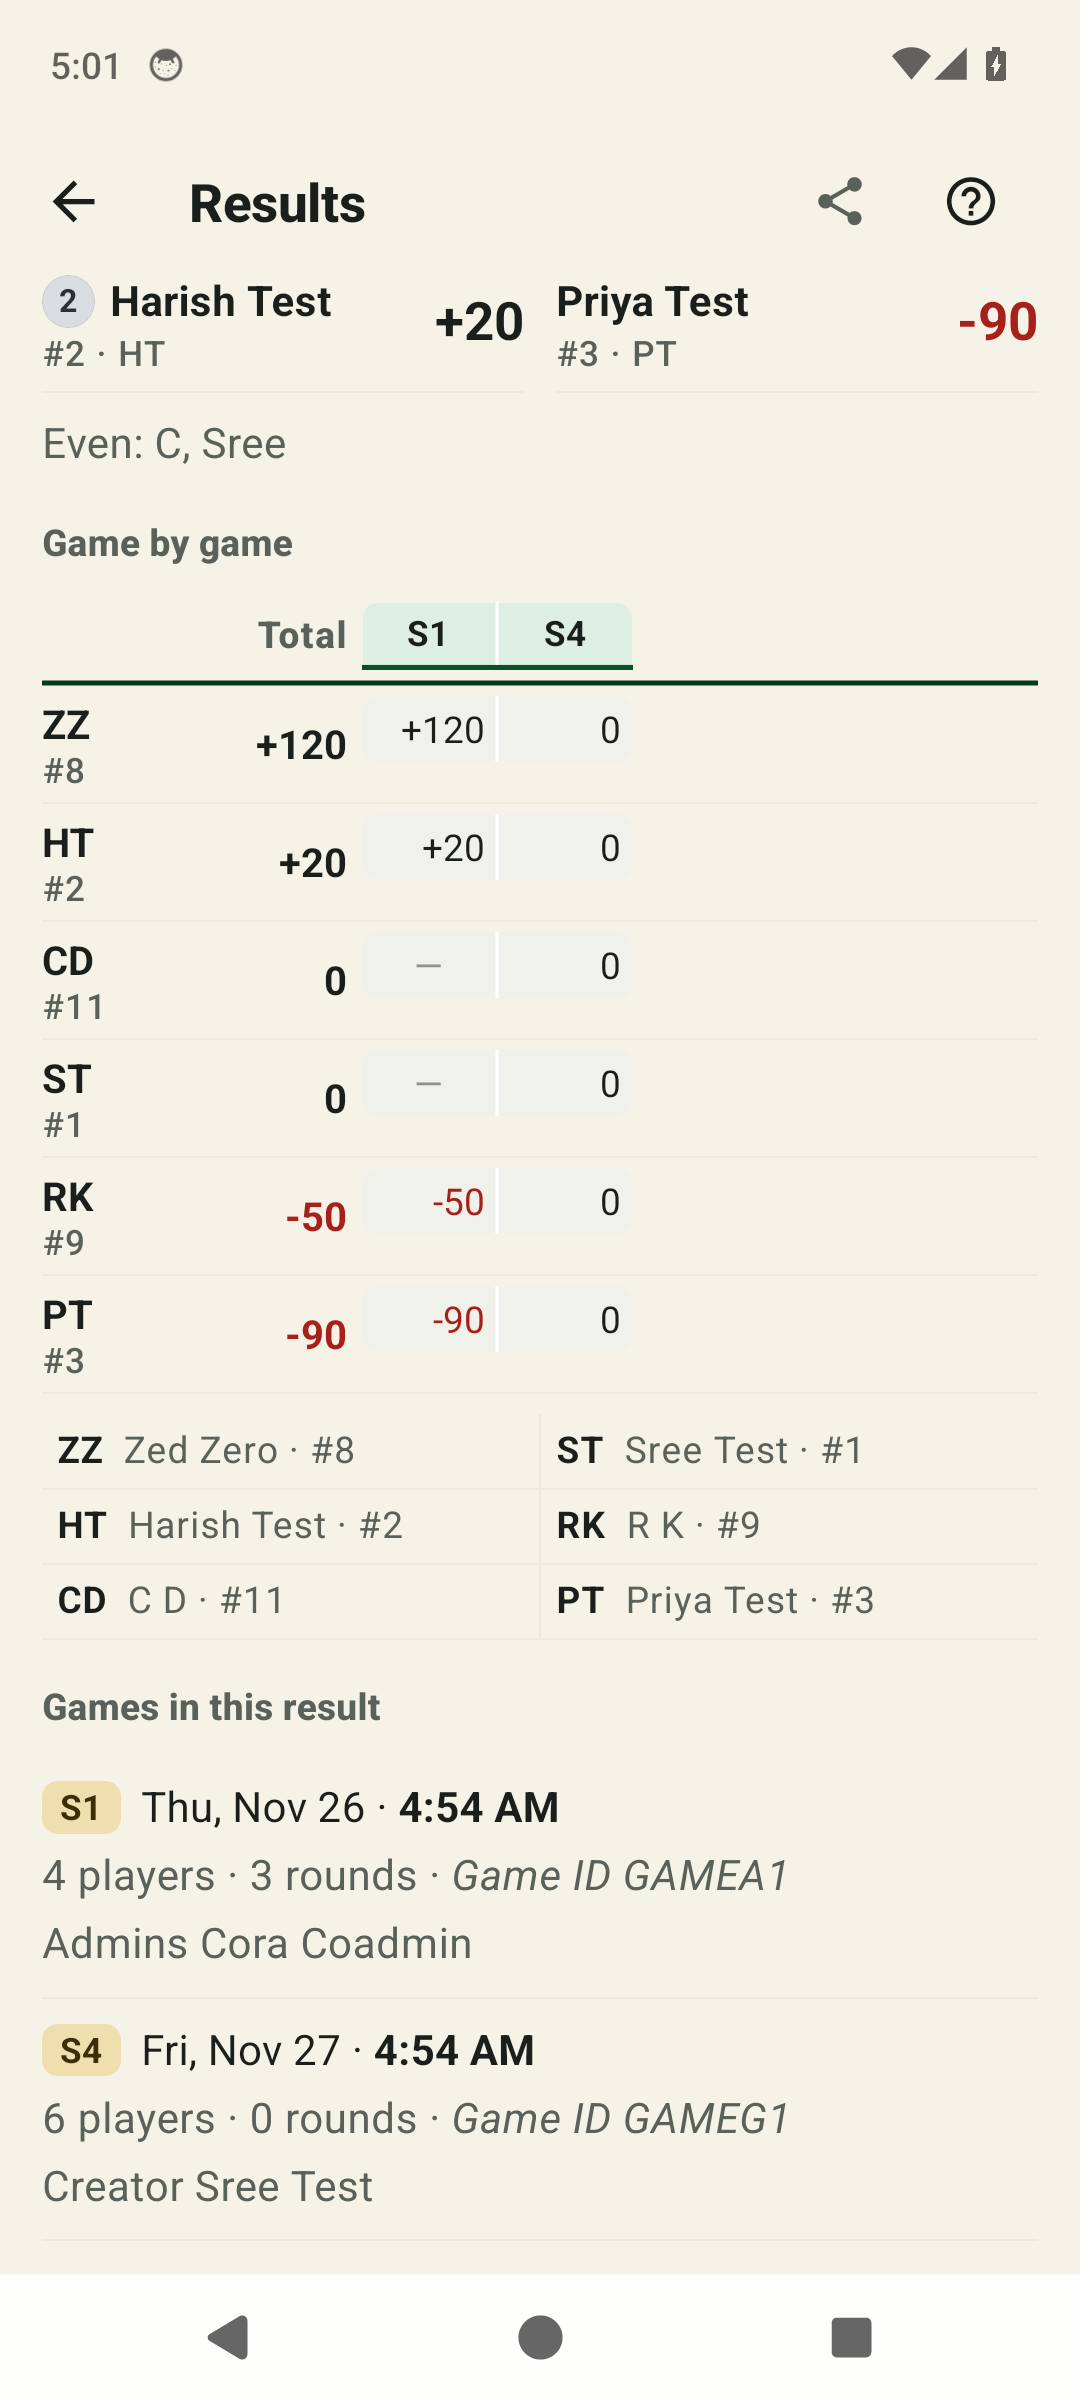 5:01
Results
2 Harish Test +20 Priya Test -90
#2 · HT #3 · PT
Even: C, Sree
Game by game
Total S1 S4
ZZ +120 +120 0
#8
HT +20 +20 0
#2
CD 0 — 0
#11
ST 0 — 0
#1
RK -50 -50 0
#9
PT -90 -90 0
#3
ZZ Zed Zero · #8 ST Sree Test · #1
HT Harish Test · #2 RK R K · #9
CD C D · #11 PT Priya Test · #3
Games in this result
S1 Thu, Nov 26 · 4:54 AM
4 players · 3 rounds · Game ID GAMEA1
Admins Cora Coadmin
S4 Fri, Nov 27 · 4:54 AM
6 players · 0 rounds · Game ID GAMEG1
Creator Sree Test